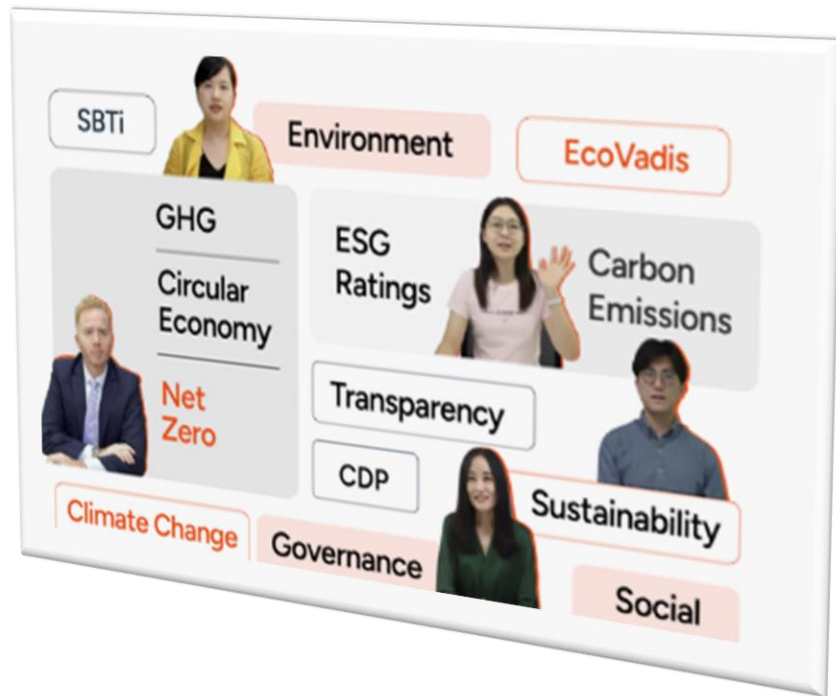 SBTi
Environment
EcoVadis
GHG
Circular
Economy
Net
Zero
ESG
Ratings
Carbon
Emissions
Transparency
CDP
Sustainability
Climate Change
Governance
Social